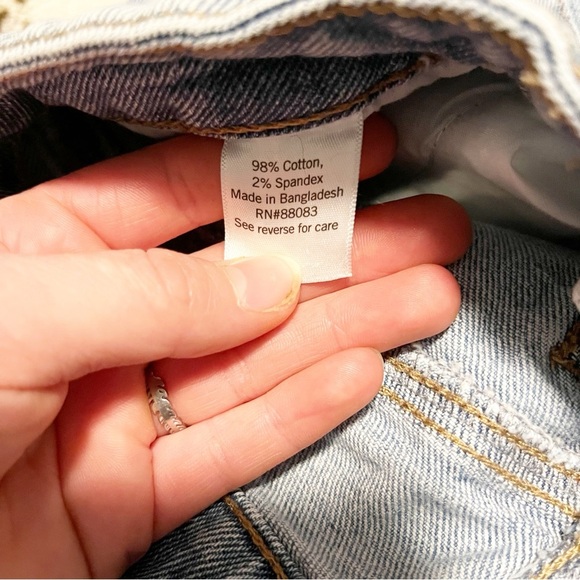 98% Cotton,
2% Spandex
Made in Bangladesh
RN#88083
See reverse for care